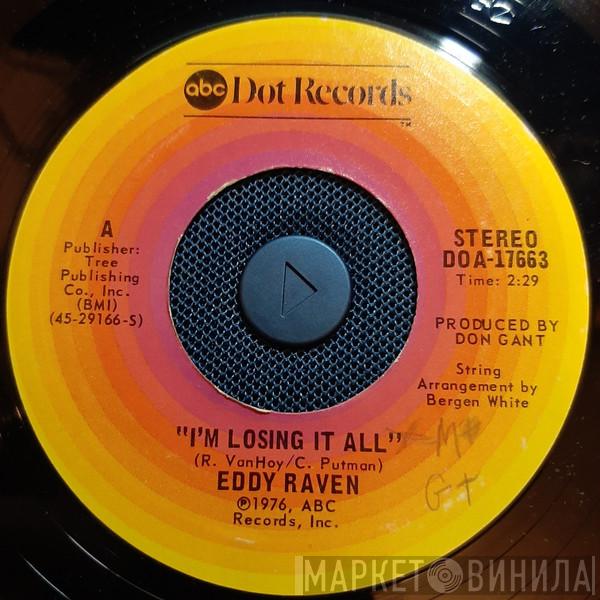 abc Dot Records
TM
A
Publisher:
Tree
Publishing
Co., Inc.
(BMI)
(45-29166-S)
STEREO
DOA-17663
Time: 2:29
PRODUCED BY
DON GANT
String
Arrangement by
Bergen White
"I'M LOSING IT ALL"
(R. VanHoy/C. Putman)
EDDY RAVEN
℗1976, ABC
Records, Inc.
G+
МАРКЕТ ВИНИЛА